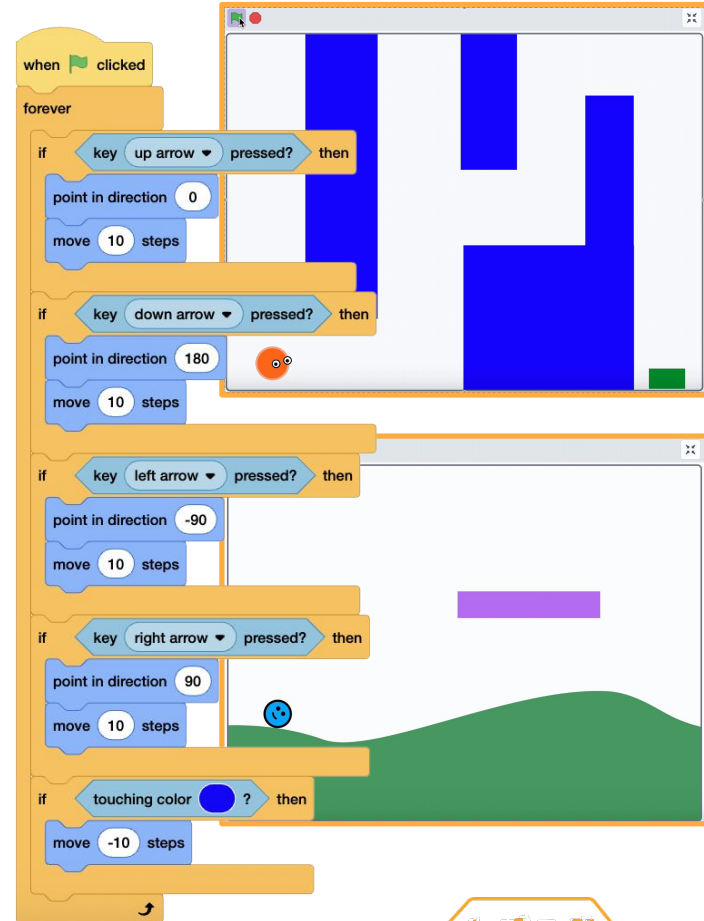 when clicked
forever
if key up arrow pressed? then
point in direction 0
move 10 steps
if key down arrow pressed? then
point in direction 180
move 10 steps
if key left arrow pressed? then
point in direction -90
move 10 steps
if key right arrow pressed? then
point in direction 90
move 10 steps
if touching color ? then
move -10 steps